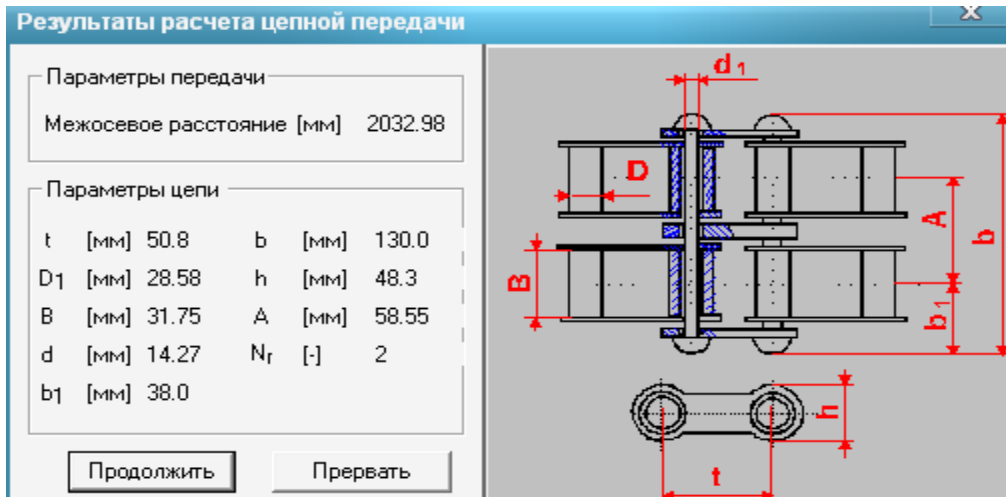 Результаты расчета цепной передачи
X
Параметры передачи
Межосевое расстояние [мм] 2032.98
Параметры цепи
t [мм] 50.8 b [мм] 130.0
D1 [мм] 28.58 h [мм] 48.3
B [мм] 31.75 A [мм] 58.55
d [мм] 14.27 Nr [-] 2
b1 [мм] 38.0
Продолжить Прервать
d1
D
A
b
B
b1
h
t